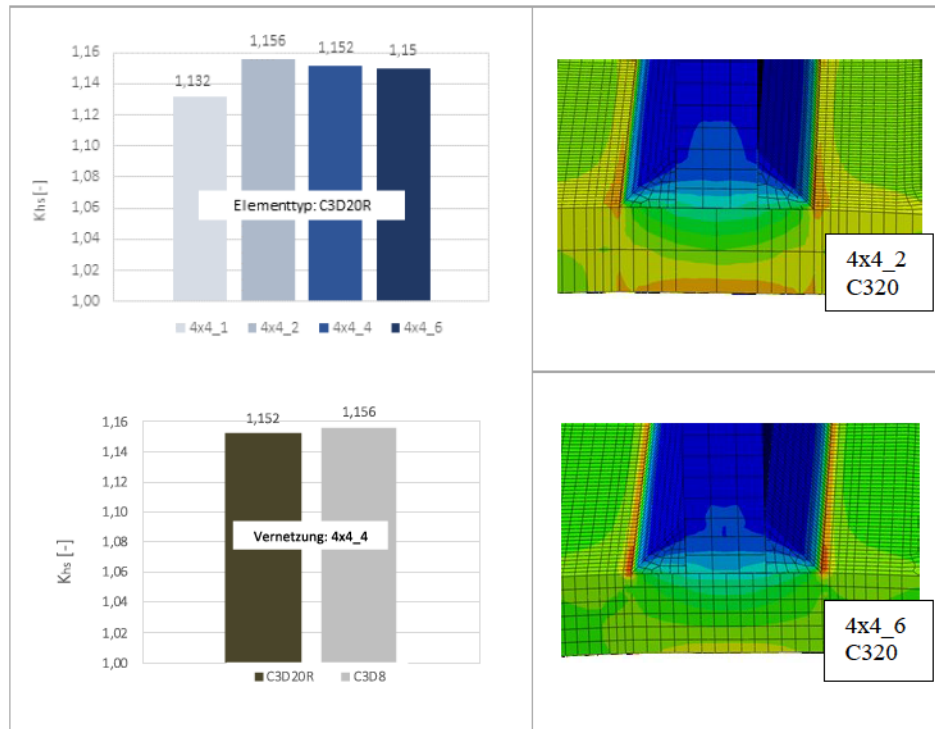 1,16
1,14
1,12
1,10
1,08
1,06
1,04
1,02
1,00
Khs [-]
1,132
1,156
1,152
1,15
Elementtyp: C3D20R
4x4_1 4x4_2 4x4_4 4x4_6
4x4_2
C320
1,16
1,14
1,12
1,10
1,08
1,06
1,04
1,02
1,00
Khs [-]
1,152
1,156
Vernetzung: 4x4_4
C3D20R C3D8
4x4_6
C320